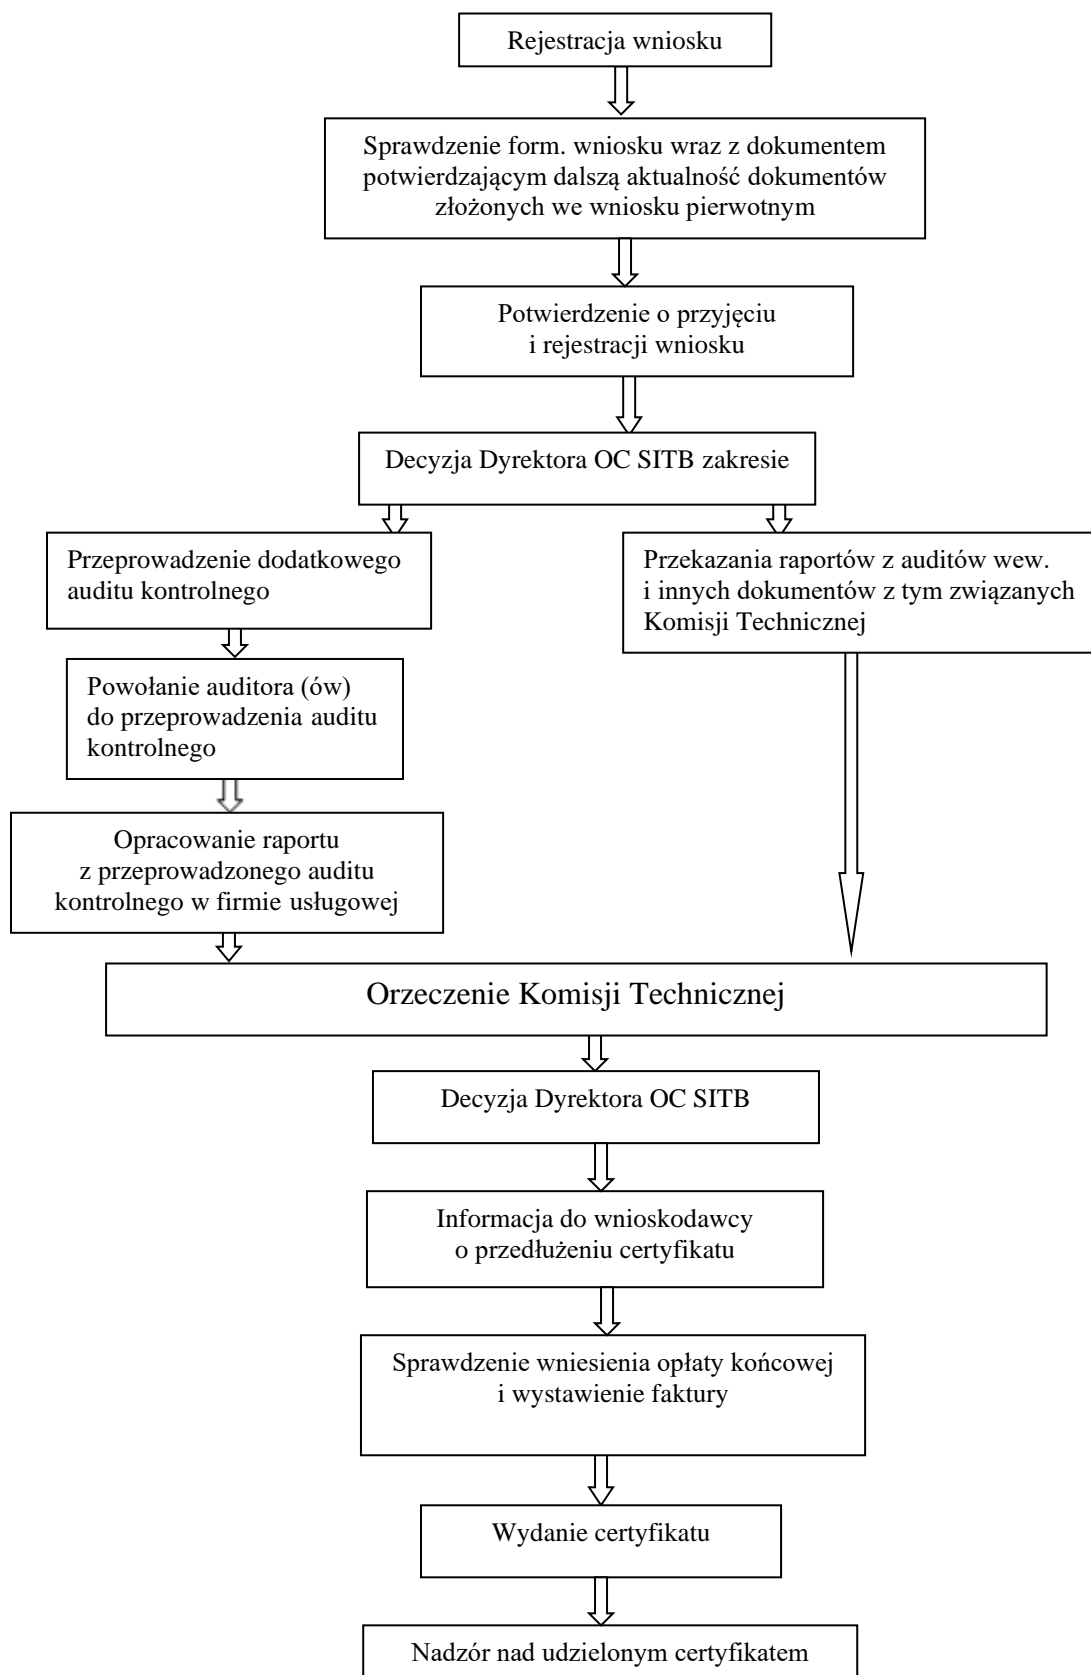 Rejestracja wniosku
Sprawdzenie form. wniosku wraz z dokumentem
potwierdzającym dalszą aktualność dokumentów
złożonych we wniosku pierwotnym
Potwierdzenie o przyjęciu
i rejestracji wniosku
Decyzja Dyrektora OC SITB zakresie
Przeprowadzenie dodatkowego
auditu kontrolnego
Przekazania raportów z auditów wew.
i innych dokumentów z tym związanych
Komisji Technicznej
Powołanie auditora (ów)
do przeprowadzenia auditu
kontrolnego
Opracowanie raportu
z przeprowadzonego auditu
kontrolnego w firmie usługowej
Orzeczenie Komisji Technicznej
Decyzja Dyrektora OC SITB
Informacja do wnioskodawcy
o przedłużeniu certyfikatu
Sprawdzenie wniesienia opłaty końcowej
i wystawienie faktury
Wydanie certyfikatu
Nadzór nad udzielonym certyfikatem